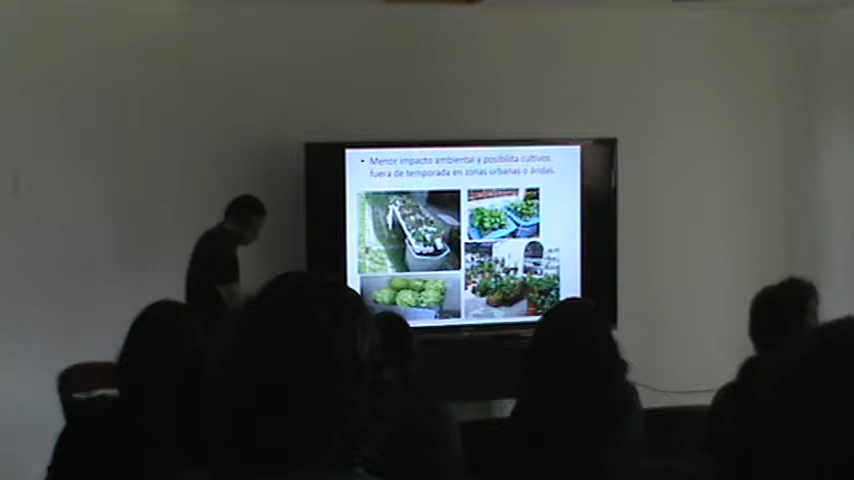 • Menor impacto ambiental y posibilita cultivos
fuera de temporada en zonas urbanas o áridas.